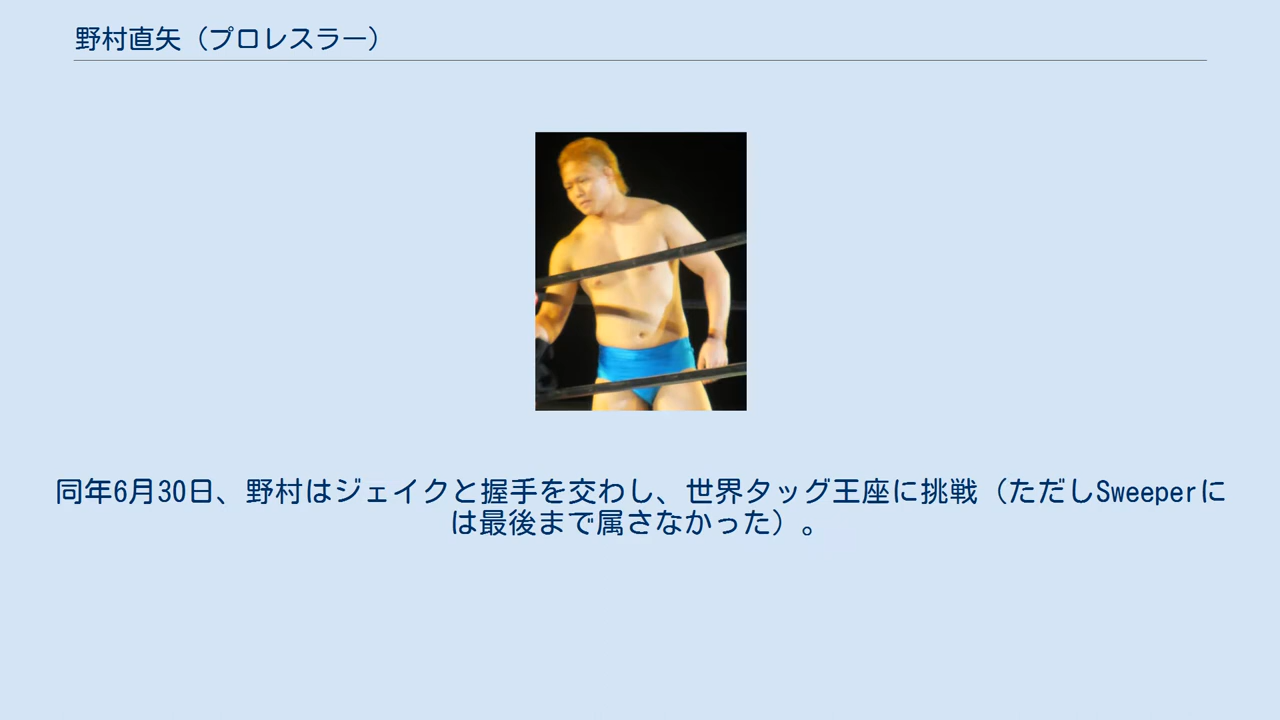 野村直矢（プロレスラー）
同年6月30日、野村はジェイクと握手を交わし、世界タッグ王座に挑戦（ただしSweeperに
は最後まで属さなかった）。